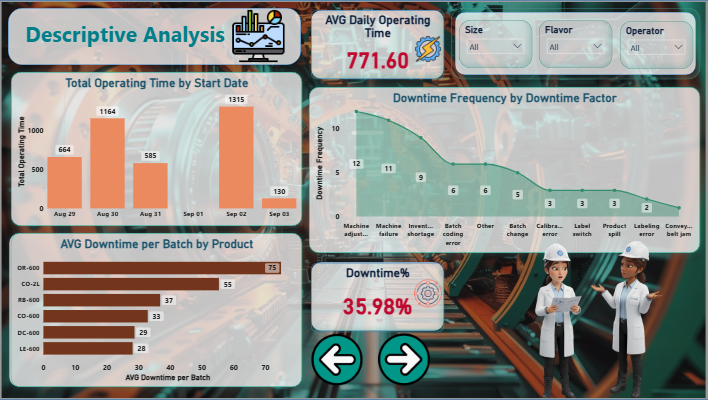 Descriptive Analysis
AVG Daily Operating
Time
771.60
Size
All
Flavor
All
Operator
All
Total Operating Time by Start Date
Total Operating Time
1000
500
0
664
1164
585
1315
130
Aug 29
Aug 30
Aug 31
Sep 01
Sep 02
Sep 03
Downtime Frequency by Downtime Factor
Downtime Frequency
10
5
0
12
11
9
6
6
5
3
3
3
2
Machine adjust...
Machine failure
Invent... shortage
Batch coding error
Other
Batch change
Calibra... error
Label switch
Product spill
Labeling error
Convey... belt jam
AVG Downtime per Batch by Product
OR-600
75
CO-2L
55
RB-600
37
CO-600
33
DC-600
29
LE-600
28
0
10
20
30
40
50
60
70
AVG Downtime per Batch
Downtime%
35.98%